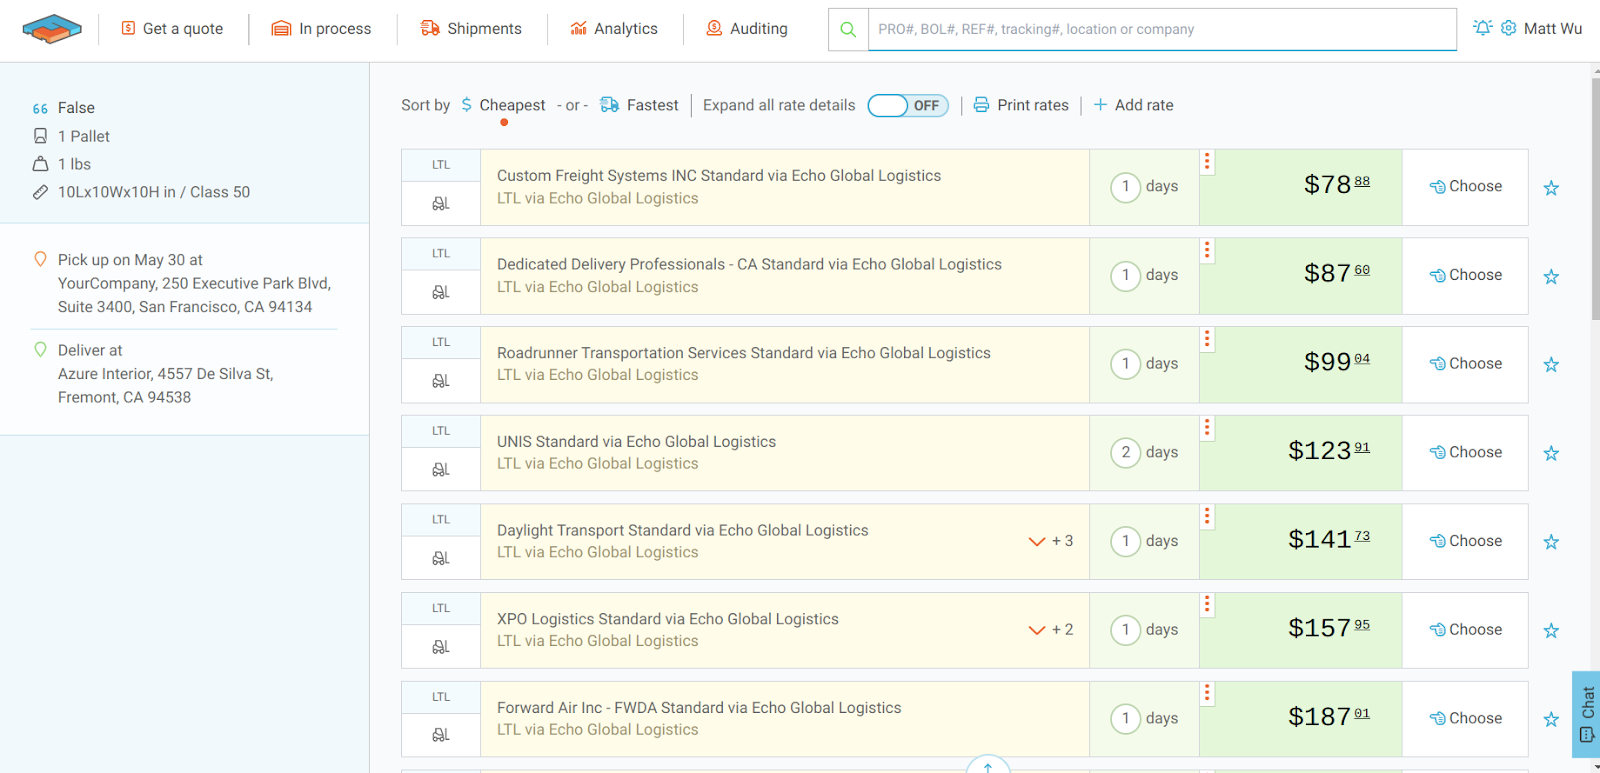 Get a quote
In process
Shipments
Analytics
Auditing
PRO#, BOL#, REF#, tracking#, location or company
Matt Wu
False
1 Pallet
1 lbs
10Lx10Wx10H in / Class 50
Pick up on May 30 at
YourCompany, 250 Executive Park Blvd,
Suite 3400, San Francisco, CA 94134
Deliver at
Azure Interior, 4557 De Silva St,
Fremont, CA 94538
Sort by $ Cheapest - or - Fastest Expand all rate details OFF Print rates + Add rate
LTL
Custom Freight Systems INC Standard via Echo Global Logistics
LTL via Echo Global Logistics
1 days
$78 88
Choose
LTL
Dedicated Delivery Professionals - CA Standard via Echo Global Logistics
LTL via Echo Global Logistics
1 days
$87 60
Choose
LTL
Roadrunner Transportation Services Standard via Echo Global Logistics
LTL via Echo Global Logistics
1 days
$99 04
Choose
LTL
UNIS Standard via Echo Global Logistics
LTL via Echo Global Logistics
2 days
$123 91
Choose
LTL
Daylight Transport Standard via Echo Global Logistics
LTL via Echo Global Logistics
+ 3
1 days
$141 73
Choose
LTL
XPO Logistics Standard via Echo Global Logistics
LTL via Echo Global Logistics
+ 2
1 days
$157 95
Choose
LTL
Forward Air Inc - FWDA Standard via Echo Global Logistics
LTL via Echo Global Logistics
1 days
$187 01
Choose
Chat